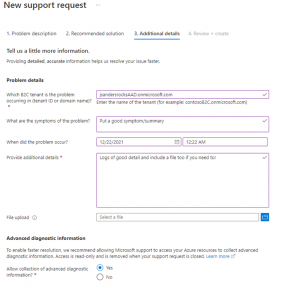 New support request ...
1. Problem description
2. Recommended solution
3. Additional details
4. Review + create
Tell us a little more information.
Providing detailed, accurate information helps us resolve your issue faster.
Problem details
Which B2C tenant is the problem
occurring in (tenant ID or domain name)? *
jsandersrocksAAD.onmicrosoft.com
Enter the name of the tenant (for example: contosoB2C.onmicrosoft.com)
What are the symptoms of the problem?
Put a good symptom/summary
When did the problem occur?
12/22/2021
12:22 AM
Provide additional details *
Logs of good detail and include a file too if you need to!
File upload
Select a file
Advanced diagnostic information
To enable faster resolution, we recommend allowing Microsoft support to access your Azure resources to collect advanced
diagnostic information. Access is read-only and is removed when your support request is closed. Learn more
Allow collection of advanced diagnostic
information? *
Yes
No